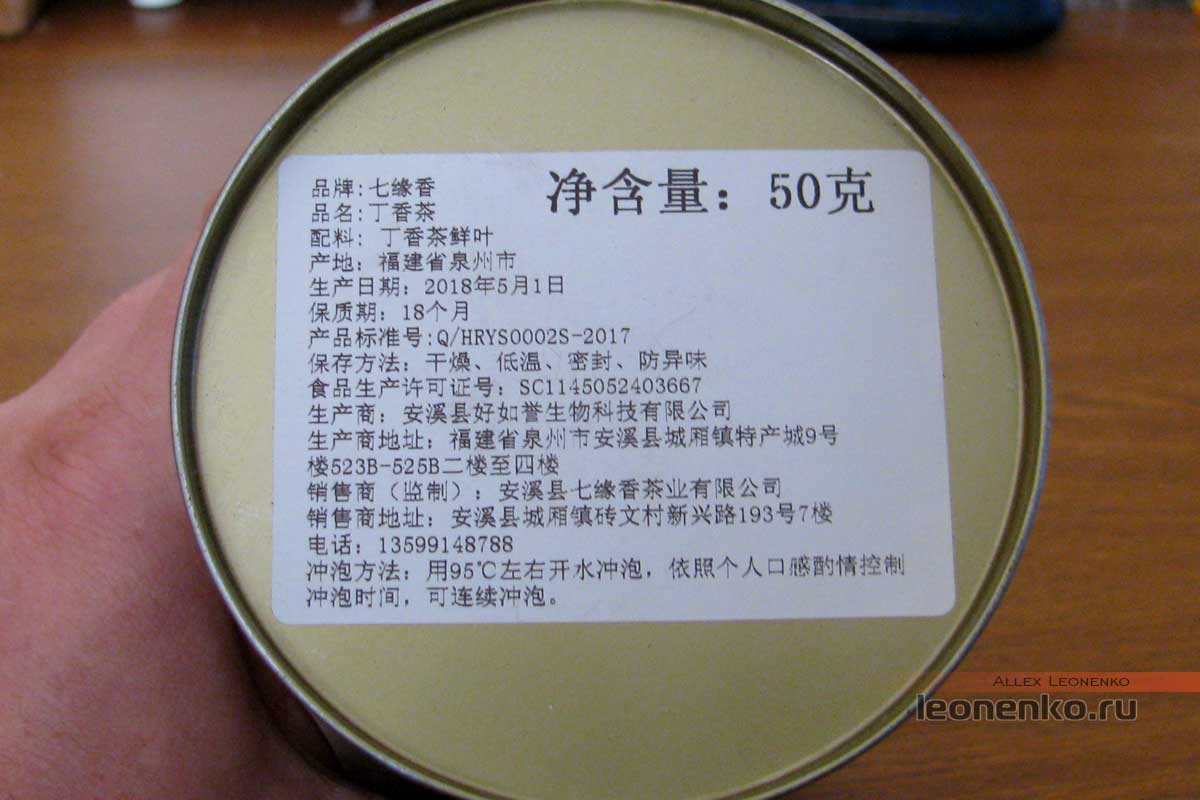 净含量：50克
品牌:七缘香
品名:丁香茶
配料：丁香茶鲜叶
产地：福建省泉州市
生产日期：2018年5月1日
保质期：18个月
产品标准号:Q/HRYS0002S-2017
保存方法：干燥、低温、密封、防异味
食品生产许可证号：SC1145052403667
生产商：安溪县好如誉生物科技有限公司
生产商地址：福建省泉州市安溪县城厢镇特产城9号
楼523B-525B二楼至四楼
销售商（监制）：安溪县七缘香茶业有限公司
销售商地址：安溪县城厢镇砖文村新兴路193号7楼
电话：13599148788
冲泡方法：用95℃左右开水冲泡，依照个人口感酌情控制
冲泡时间，可连续冲泡。
Allex Leonenko
leonenko.ru